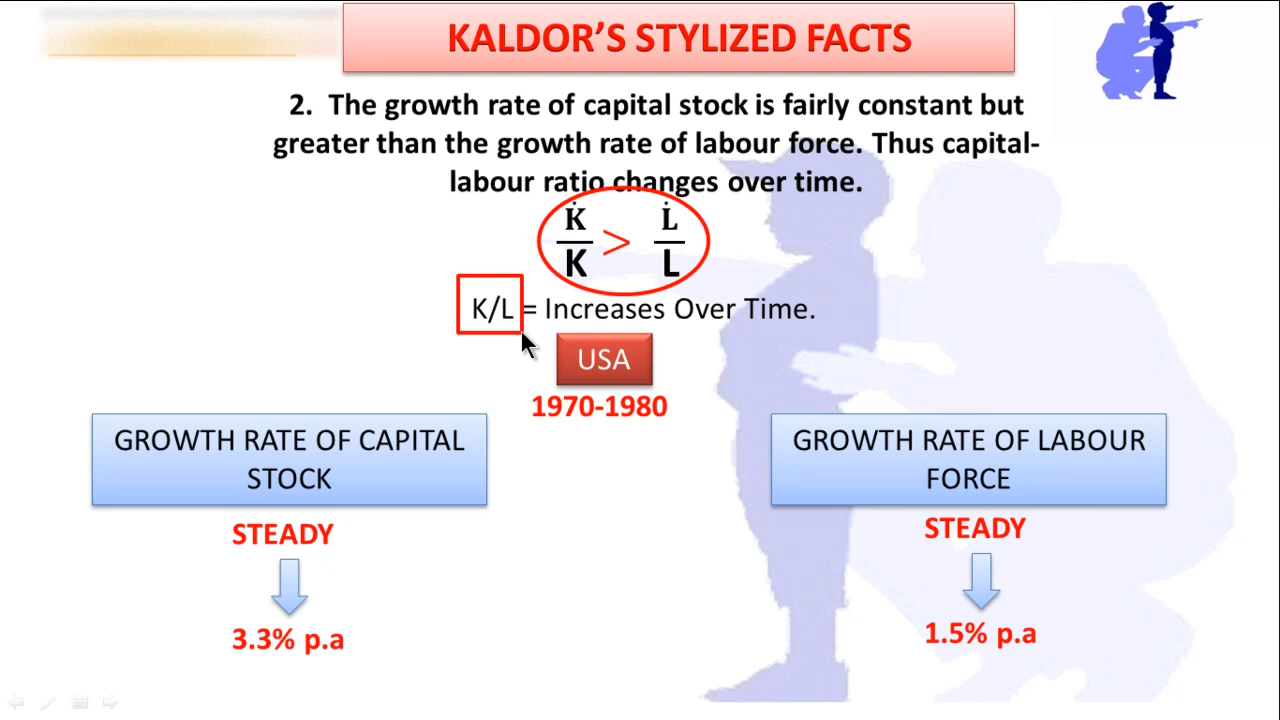 KALDOR’S STYLIZED FACTS
2. The growth rate of capital stock is fairly constant but
greater than the growth rate of labour force. Thus capital-
labour ratio changes over time.
K̇/K > L̇/L
K/L = Increases Over Time.
USA
1970-1980
GROWTH RATE OF CAPITAL
STOCK
STEADY
3.3% p.a
GROWTH RATE OF LABOUR
FORCE
STEADY
1.5% p.a